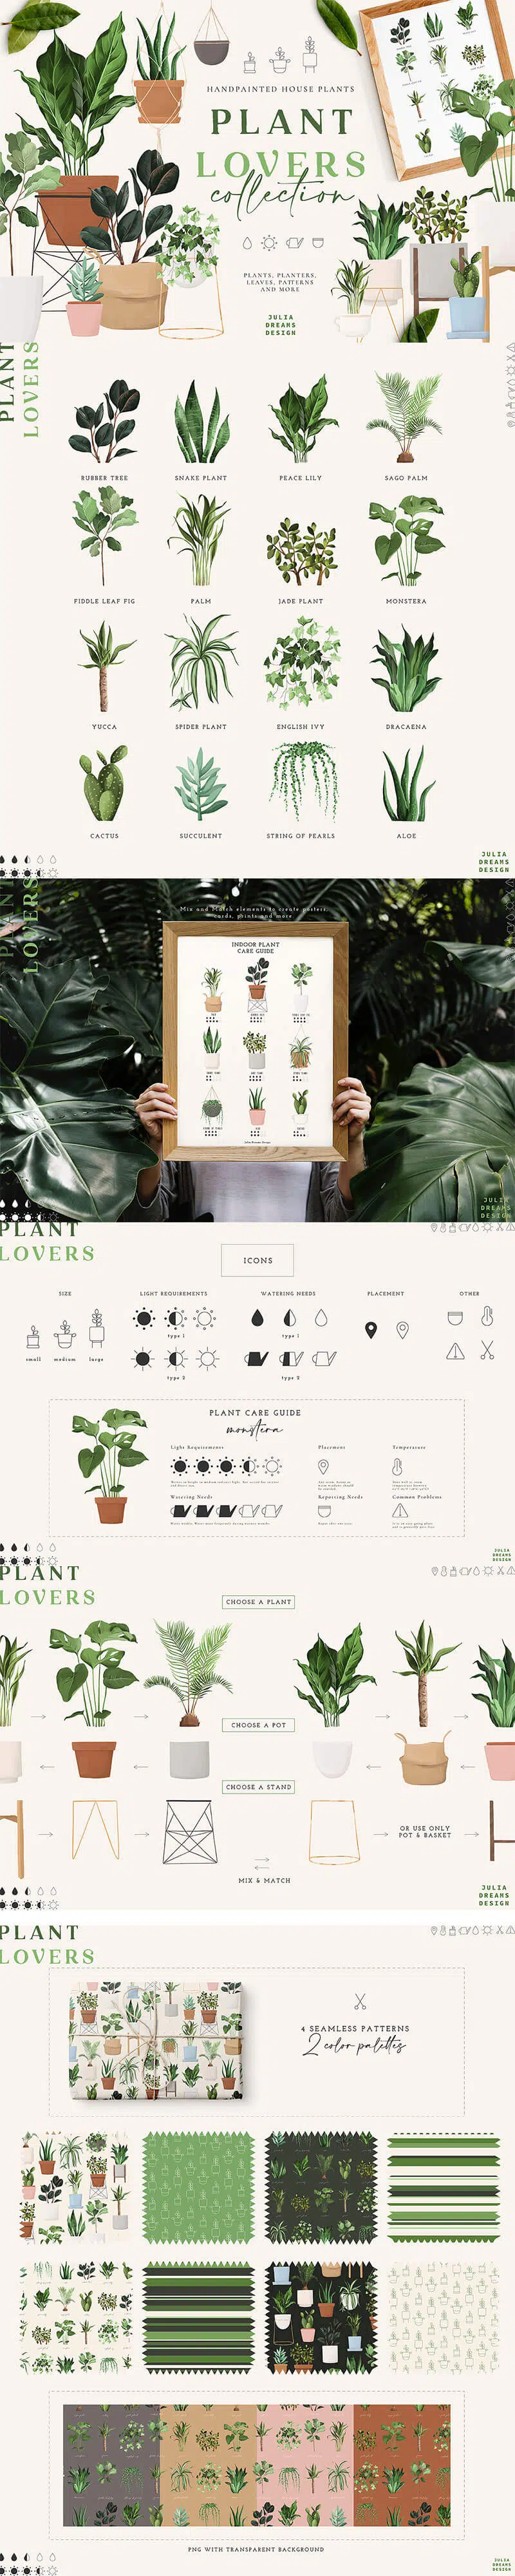 HANDPAINTED HOUSE PLANTS
PLANT
LOVERS
collection
PLANTS, PLANTERS,
LEAVES, PATTERNS
AND MORE
JULIA
DREAMS
DESIGN
PLANT
LOVERS
RUBBER TREE
SNAKE PLANT
PEACE LILY
SAGO PALM
FIDDLE LEAF FIG
PALM
JADE PLANT
MONSTERA
YUCCA
SPIDER PLANT
ENGLISH IVY
DRACAENA
CACTUS
SUCCULENT
STRING OF PEARLS
ALOE
JULIA
DREAMS
DESIGN
PLANT
LOVERS
Mix and Match elements to create posters,
cards, prints and more
INDOOR PLANT
CARE GUIDE
JULIA
DREAMS
DESIGN
PLANT
LOVERS
ICONS
SIZE
LIGHT REQUIREMENTS
WATERING NEEDS
PLACEMENT
OTHER
small
medium
large
type 1
type 1
type 2
type 2
PLANT CARE GUIDE
monstera
Light Requirements
Placement
Temperature
Watering Needs
Repotting Needs
Common Problems
JULIA
DREAMS
DESIGN
PLANT
LOVERS
CHOOSE A PLANT
CHOOSE A POT
CHOOSE A STAND
OR USE ONLY
POT & BASKET
MIX & MATCH
JULIA
DREAMS
DESIGN
PLANT
LOVERS
4 SEAMLESS PATTERNS
2 color palettes
PNG WITH TRANSPARENT BACKGROUND
JULIA
DREAMS
DESIGN